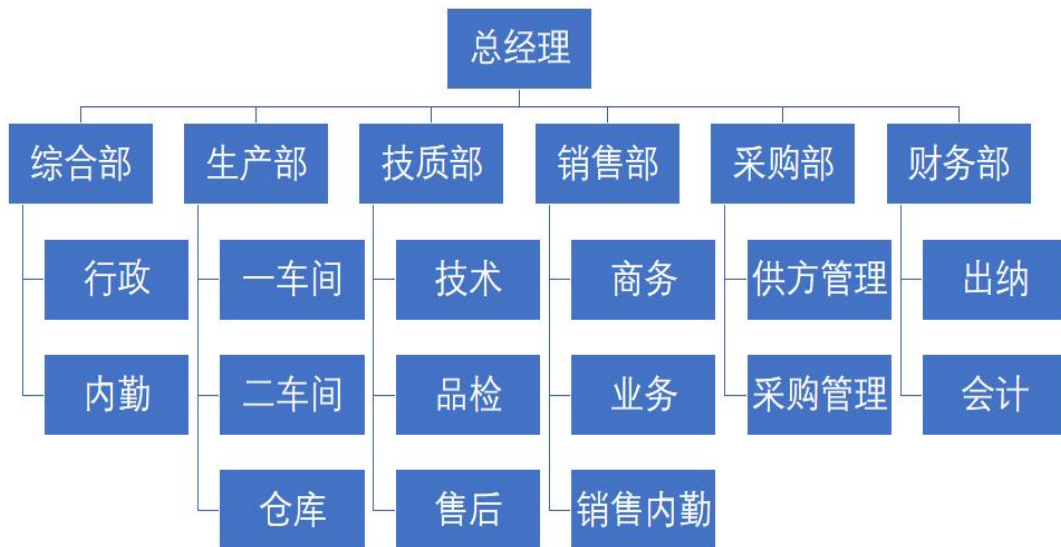 总经理
综合部
生产部
技质部
销售部
采购部
财务部
行政
一车间
技术
商务
供方管理
出纳
内勤
二车间
品检
业务
采购管理
会计
仓库
售后
销售内勤